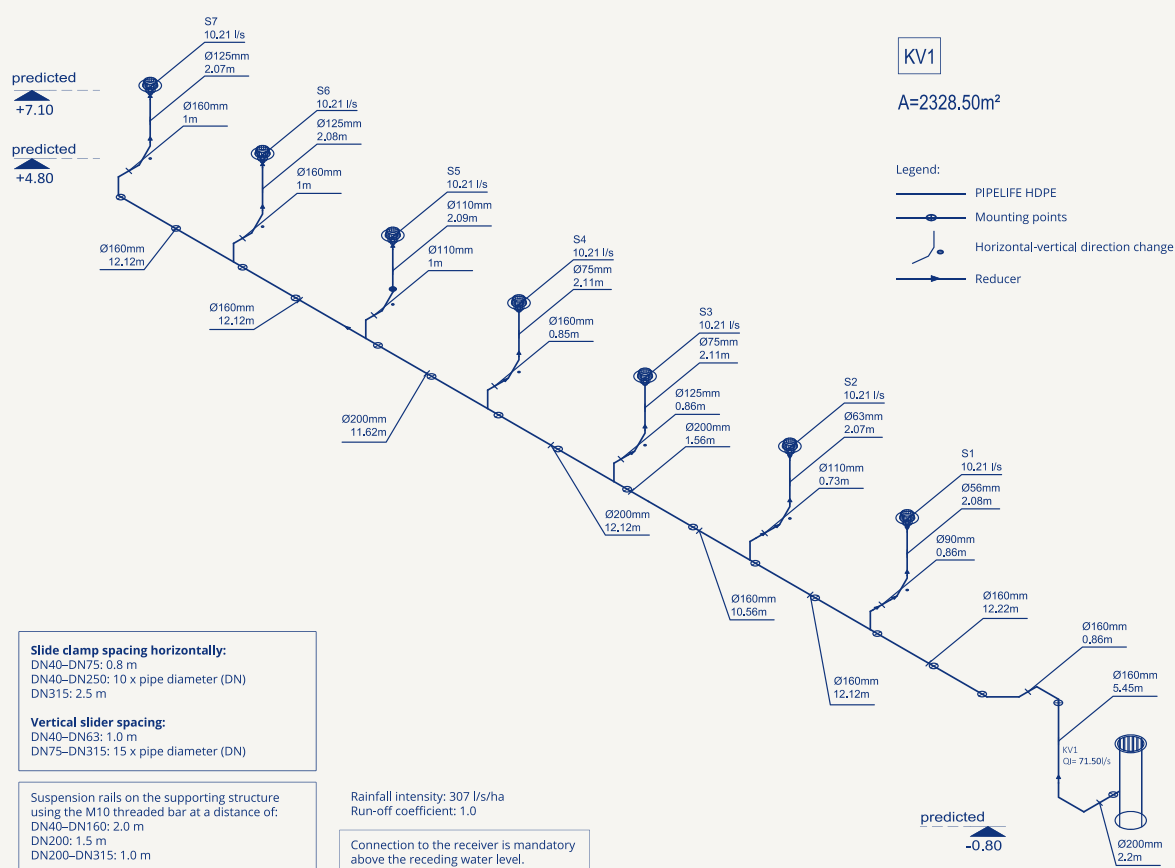 S7
10.21 l/s
Ø125mm
2.07m
predicted
+7.10
Ø160mm
1m
predicted
+4.80
S6
10.21 l/s
Ø125mm
2.08m
Ø160mm
1m
S5
10.21 l/s
Ø110mm
2.09m
Ø110mm
1m
S4
10.21 l/s
Ø75mm
2.11m
Ø160mm
0.85m
S3
10.21 l/s
Ø75mm
2.11m
Ø125mm
0.86m
Ø200mm
1.56m
S2
10.21 l/s
Ø63mm
2.07m
Ø110mm
0.73m
S1
10.21 l/s
Ø56mm
2.08m
Ø90mm
0.86m
Ø160mm
12.12m
Ø160mm
12.12m
Ø200mm
11.62m
Ø200mm
12.12m
Ø160mm
10.56m
Ø160mm
12.12m
Ø160mm
12.22m
Ø160mm
0.86m
Ø160mm
5.45m
KV1
Ql= 71.50l/s
predicted
-0.80
Ø200mm
2.2m
KV1
A=2328.50m²
Legend:
PIPELIFE HDPE
Mounting points
Horizontal-vertical direction change
Reducer
Slide clamp spacing horizontally:
DN40–DN75: 0.8 m
DN40–DN250: 10 x pipe diameter (DN)
DN315: 2.5 m
Vertical slider spacing:
DN40–DN63: 1.0 m
DN75–DN315: 15 x pipe diameter (DN)
Suspension rails on the supporting structure
using the M10 threaded bar at a distance of:
DN40–DN160: 2.0 m
DN200: 1.5 m
DN200–DN315: 1.0 m
Rainfall intensity: 307 l/s/ha
Run-off coefficient: 1.0
Connection to the receiver is mandatory
above the receding water level.